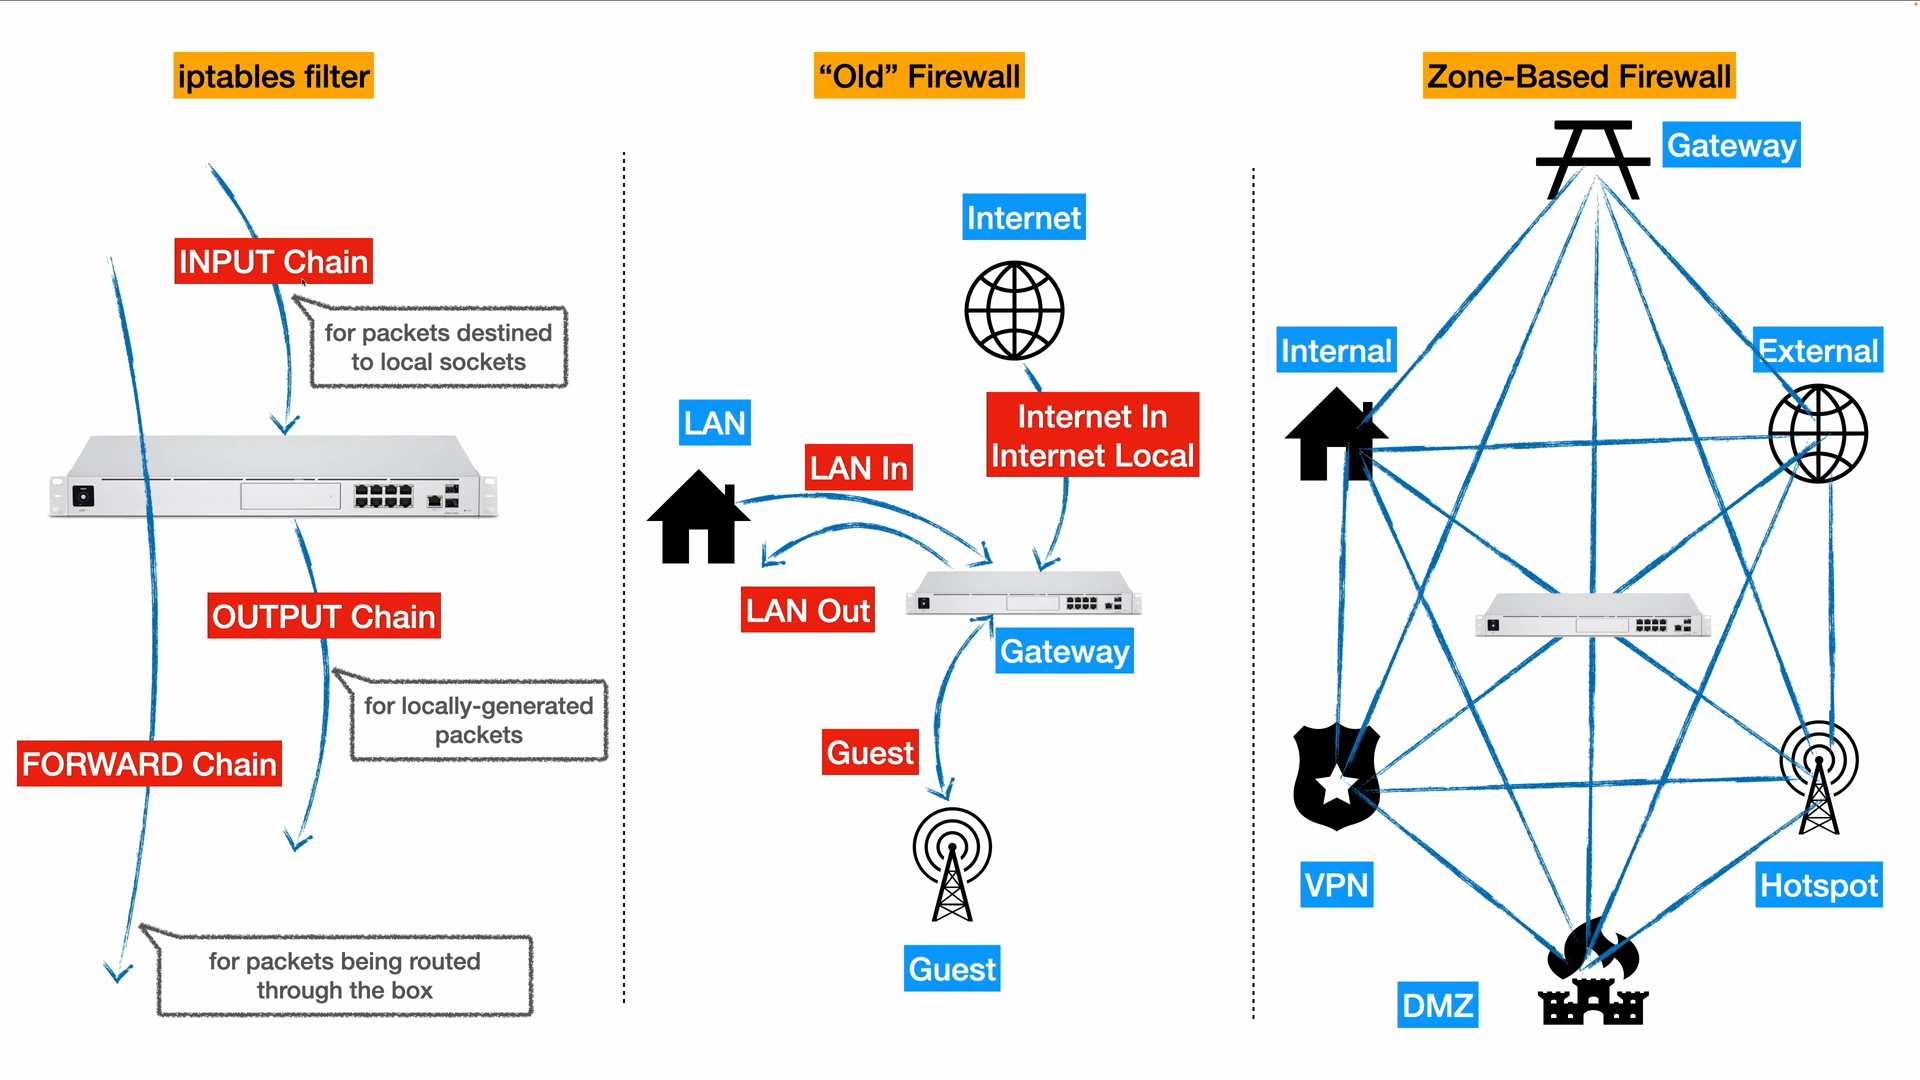 iptables filter
INPUT Chain
for packets destined
to local sockets
OUTPUT Chain
for locally-generated
packets
FORWARD Chain
for packets being routed
through the box
“Old” Firewall
Internet
Internet In
Internet Local
LAN
LAN In
LAN Out
Gateway
Guest
Guest
Zone-Based Firewall
Gateway
Internal
External
VPN
Hotspot
DMZ